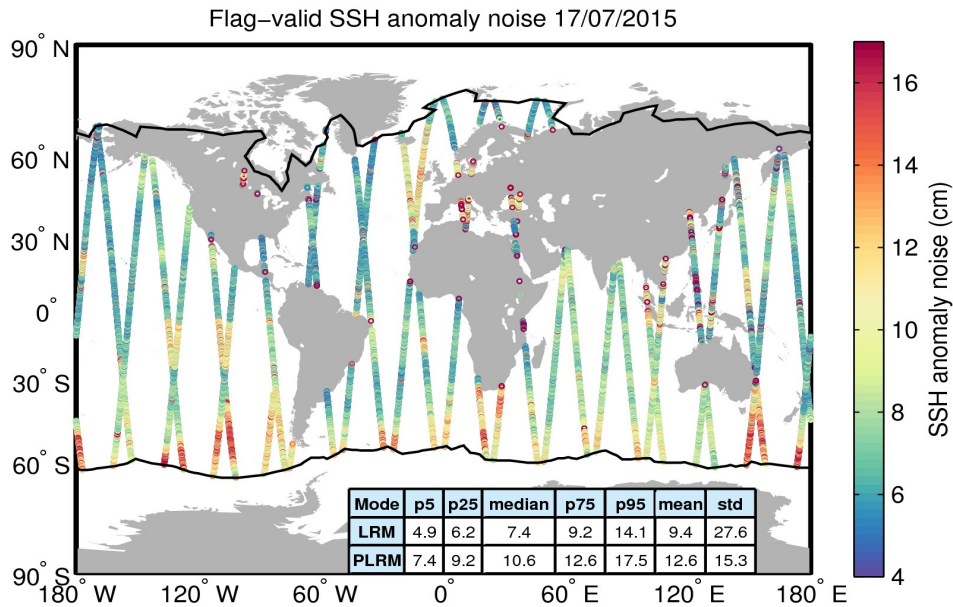 Flag−valid SSH anomaly noise 17/07/2015
90° N
60° N
30° N
0°
30° S
60° S
90° S
180° W
120° W
60° W
0°
60° E
120° E
180° E
16
14
12
10
8
6
4
SSH anomaly noise (cm)
Mode p5 p25 median p75 p95 mean std
LRM 4.9 6.2 7.4 9.2 14.1 9.4 27.6
PLRM 7.4 9.2 10.6 12.6 17.5 12.6 15.3